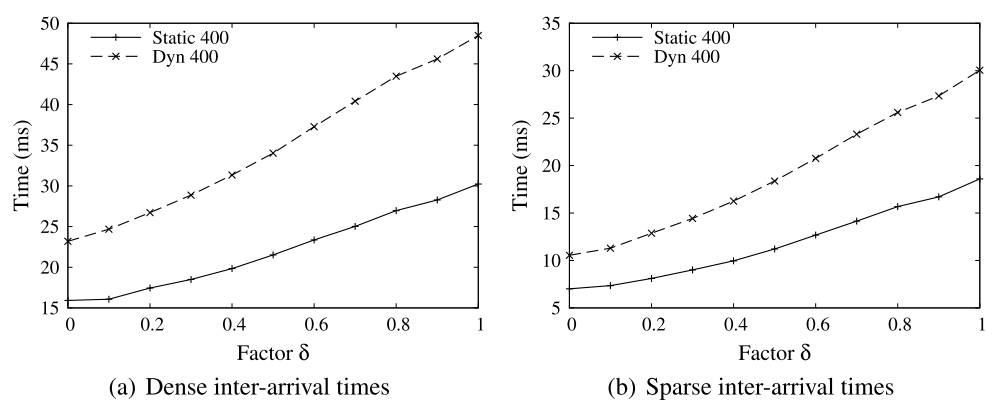 50
45
40
35
30
25
20
15
Time (ms)
Static 400
Dyn 400
0 0.2 0.4 0.6 0.8 1
Factor δ
(a) Dense inter-arrival times
35
30
25
20
15
10
5
Time (ms)
Static 400
Dyn 400
0 0.2 0.4 0.6 0.8 1
Factor δ
(b) Sparse inter-arrival times